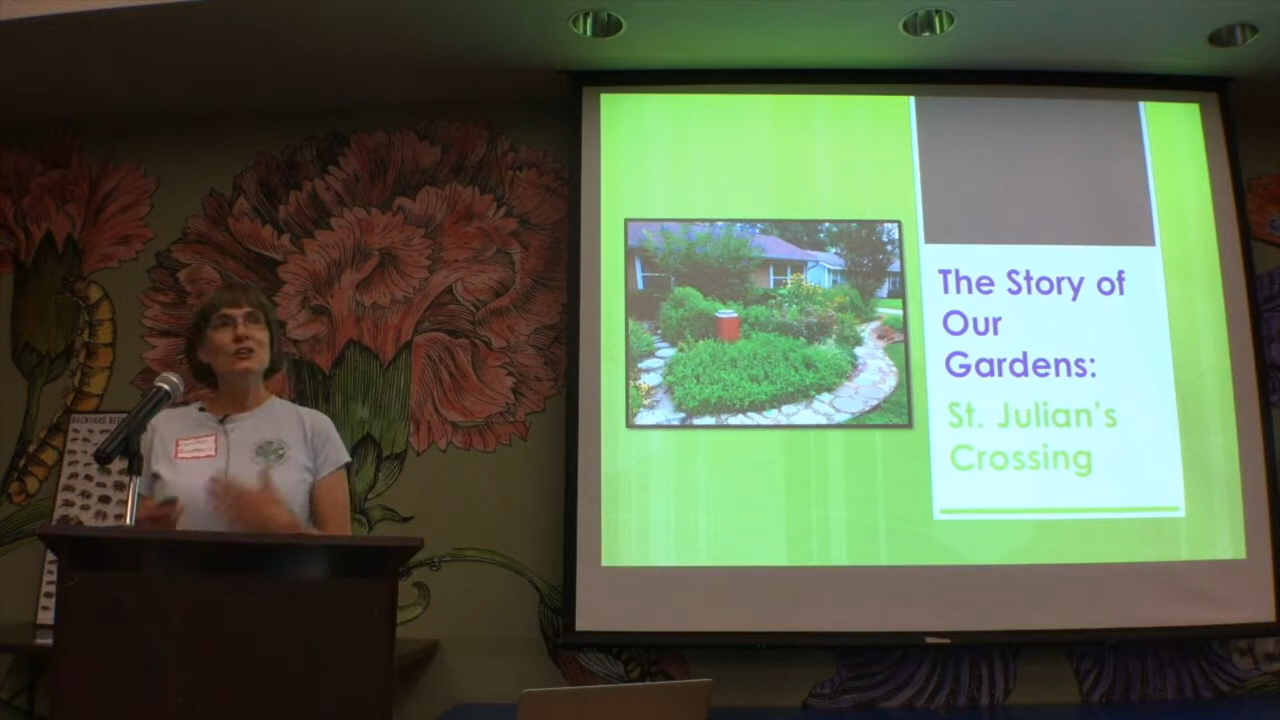 The Story of
Our
Gardens:
St. Julian's
Crossing